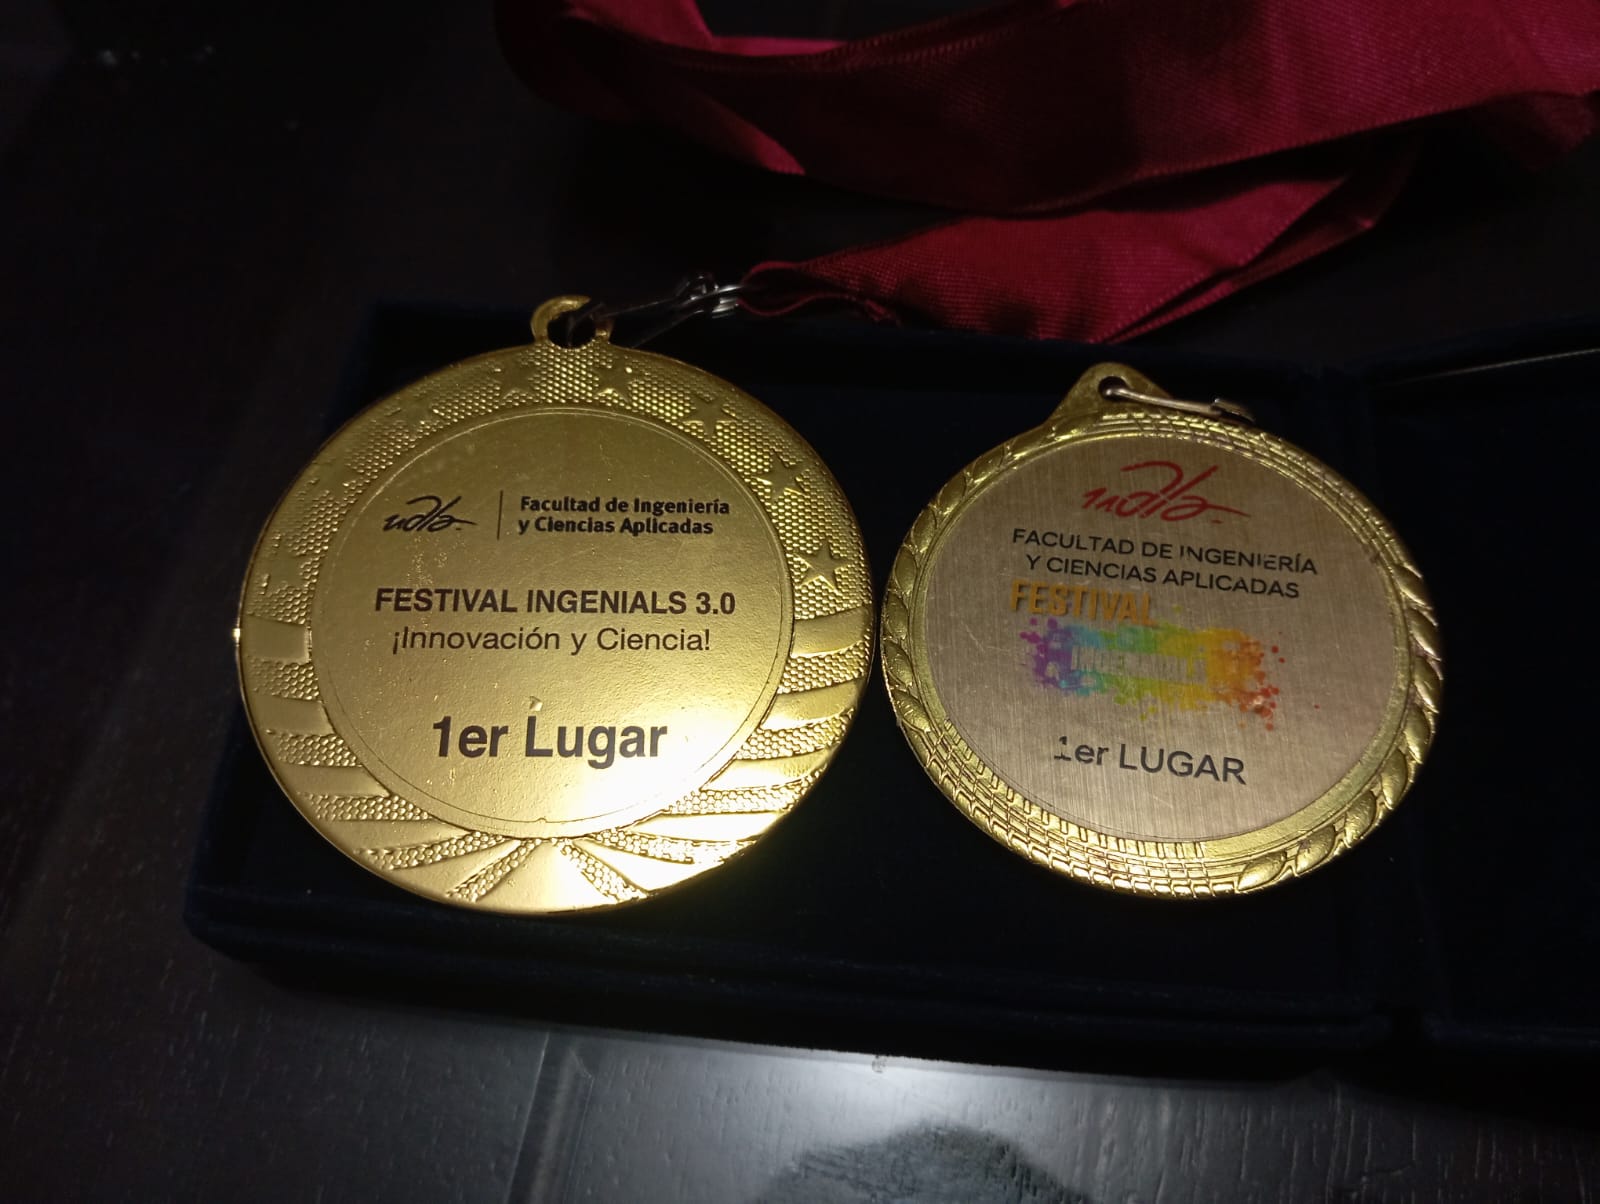 udla
Facultad de Ingeniería
y Ciencias Aplicadas
FESTIVAL INGENIALS 3.0
¡Innovación y Ciencia!
1er Lugar
udla
FACULTAD DE INGENIERÍA
Y CIENCIAS APLICADAS
FESTIVAL
1er LUGAR